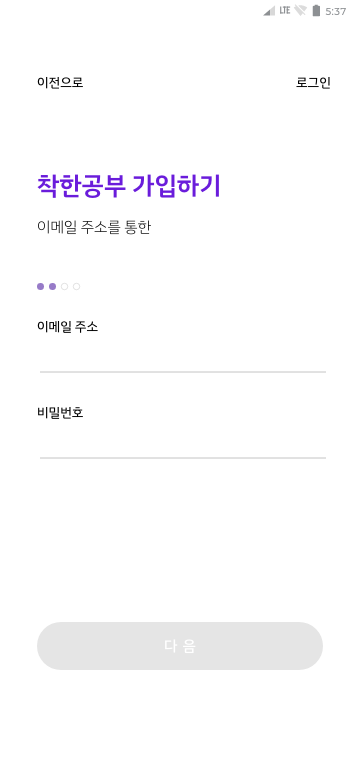 LTE 5:37
이전으로 로그인
착한공부 가입하기
이메일 주소를 통한
이메일 주소
비밀번호
다음